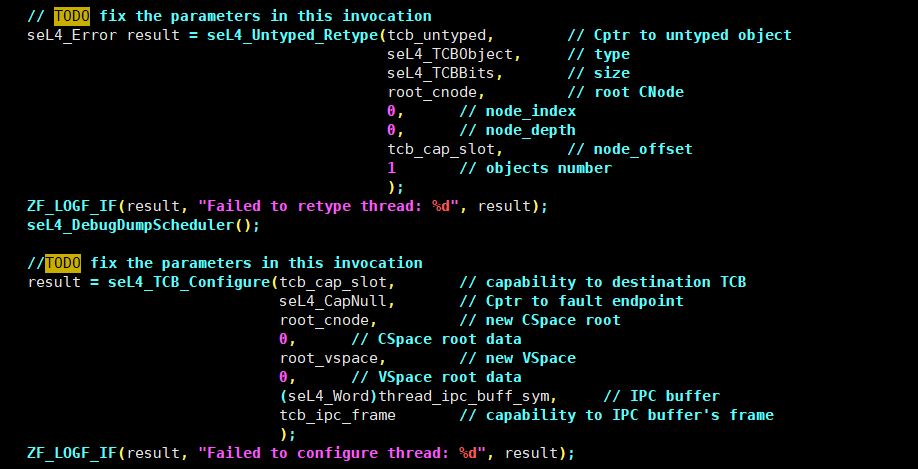 // TODO fix the parameters in this invocation
seL4_Error result = seL4_Untyped_Retype(tcb_untyped,        // Cptr to untyped object
                                        seL4_TCBObject,     // type
                                        seL4_TCBBits,       // size
                                        root_cnode,         // root CNode
                                        0,      // node_index
                                        0,      // node_depth
                                        tcb_cap_slot,       // node_offset
                                        1       // objects number
                                        );
ZF_LOGF_IF(result, "Failed to retype thread: %d", result);
seL4_DebugDumpScheduler();

//TODO fix the parameters in this invocation
result = seL4_TCB_Configure(tcb_cap_slot,       // capability to destination TCB
                            seL4_CapNull,       // Cptr to fault endpoint
                            root_cnode,         // new CSpace root
                            0,      // CSpace root data
                            root_vspace,        // new VSpace
                            0,      // VSpace root data
                            (seL4_Word)thread_ipc_buff_sym,     // IPC buffer
                            tcb_ipc_frame       // capability to IPC buffer's frame
                            );
ZF_LOGF_IF(result, "Failed to configure thread: %d", result);